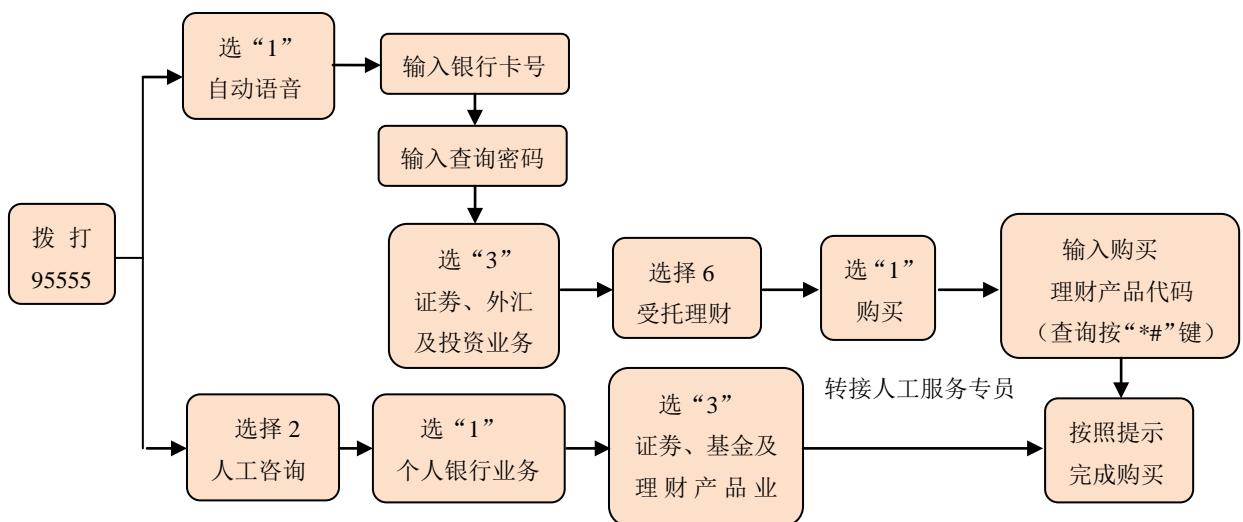 选“1”
自动语音
输入银行卡号
输入查询密码
拨 打
95555
选“3”
证券、外汇
及投资业务
选择 6
受托理财
选“1”
购买
输入购买
理财产品代码
（查询按“*#”键）
转接人工服务专员
选择 2
人工咨询
选“1”
个人银行业务
选“3”
证券、基金及
理 财 产 品 业
按照提示
完成购买